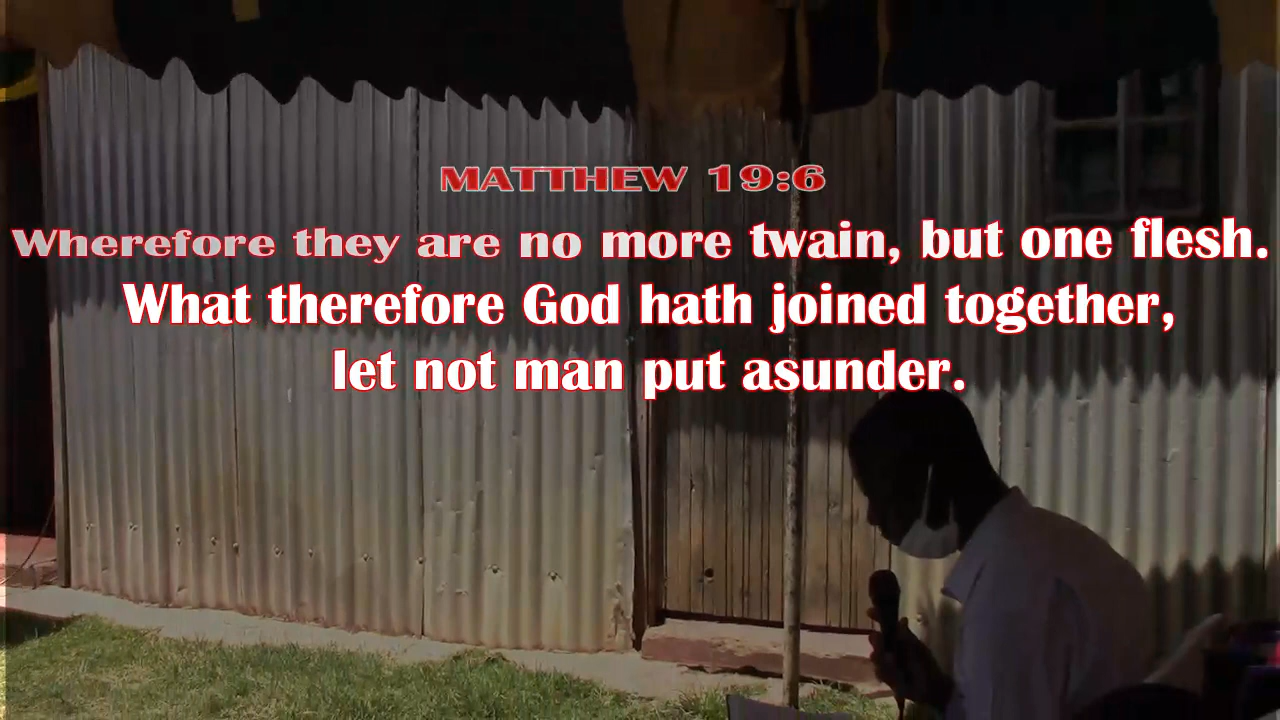 MATTHEW 19:6
Wherefore they are no more twain, but one flesh.
What therefore God hath joined together,
let not man put asunder.